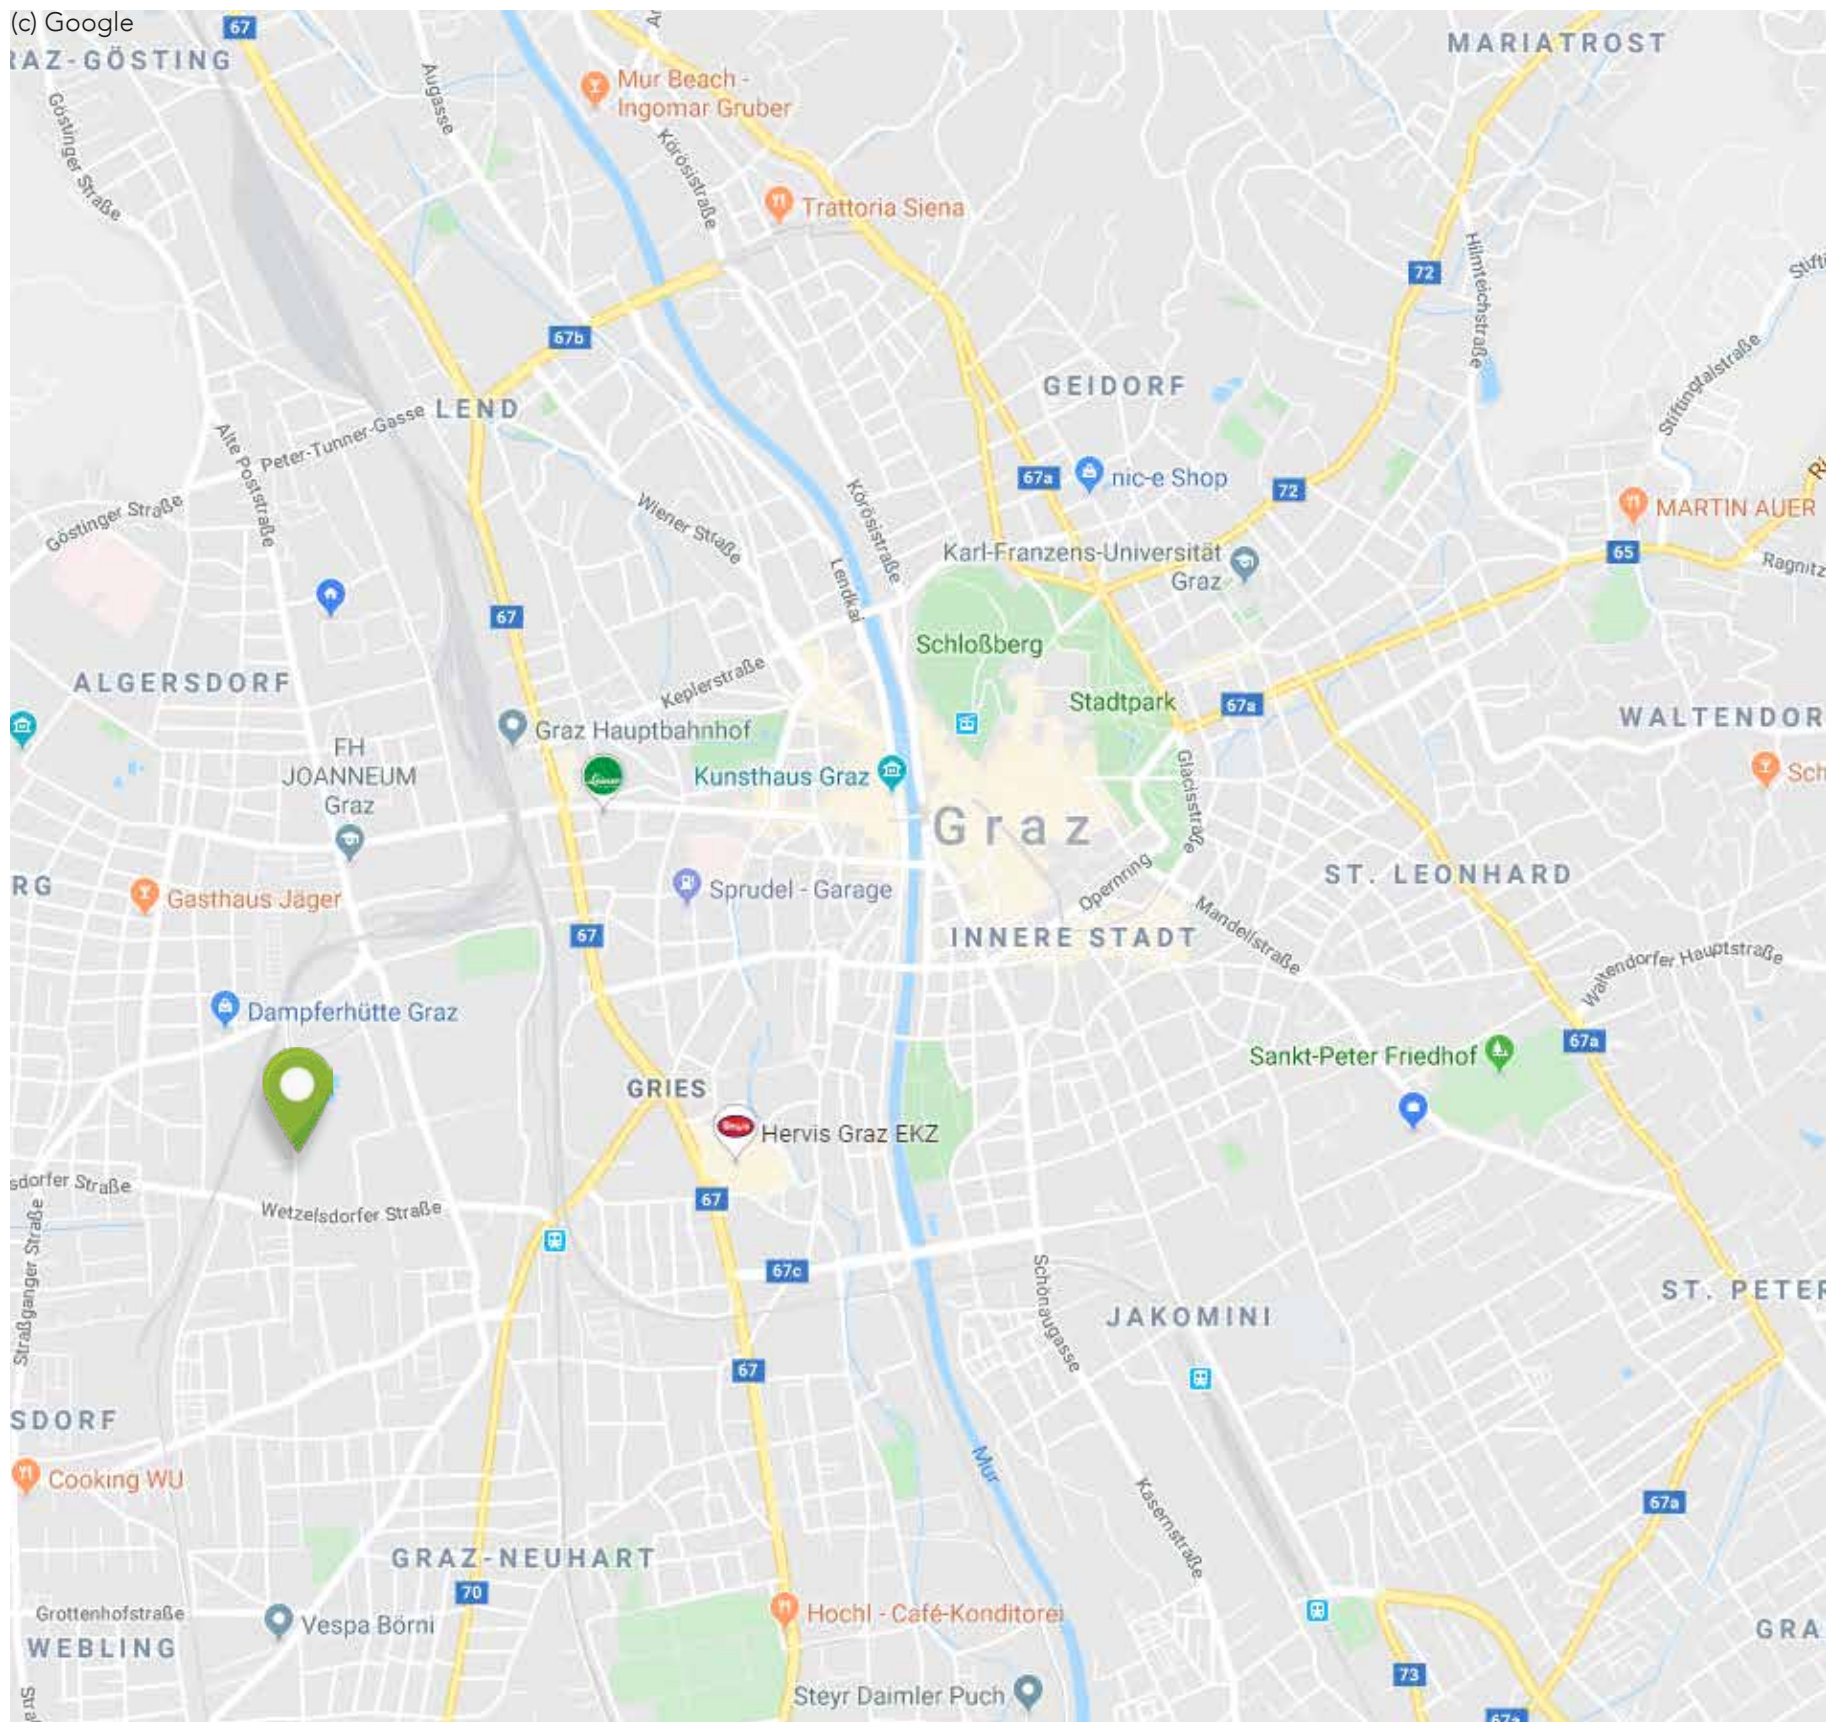 (c) Google
67
RAZ-GÖSTING
MARIATROST
Augasse
Mur Beach -
Ingomar Gruber
Göstinger Straße
Körösistraße
Trattoria Siena
Hilmteichstraße
72
67b
Stiftingtalstraße
GEIDORF
LEND
Peter-Tunner-Gasse
Alte Poststraße
67a
nic-e Shop
72
Göstinger Straße
Wiener Straße
Körösistraße
MARTIN AUER
65
Karl-Franzens-Universität
Graz
Ragnitz
Lendkai
67
Schloßberg
Keplerstraße
ALGERSDORF
Stadtpark
67a
WALTENDOR
Graz Hauptbahnhof
FH
JOANNEUM
Graz
Kunsthaus Graz
Glacisstraße
Sch
Leiner
Graz
RG
Gasthaus Jäger
Sprudel - Garage
Opernring
ST. LEONHARD
Mandellstraße
67
INNERE STADT
Waltendorfer Hauptstraße
Dampferhütte Graz
67a
Sankt-Peter Friedhof
GRIES
Hervis Graz EKZ
sdorfer Straße
Wetzelsdorfer Straße
67
Straßganger Straße
67c
Schönaugasse
ST. PETER
JAKOMINI
67
SDORF
Cooking WU
Mur
Kasernstraße
67a
GRAZ-NEUHART
70
Grottenhofstraße
Vespa Börni
Hochl - Café-Konditorei
WEBLING
GRA
73
Steyr Daimler Puch
67a